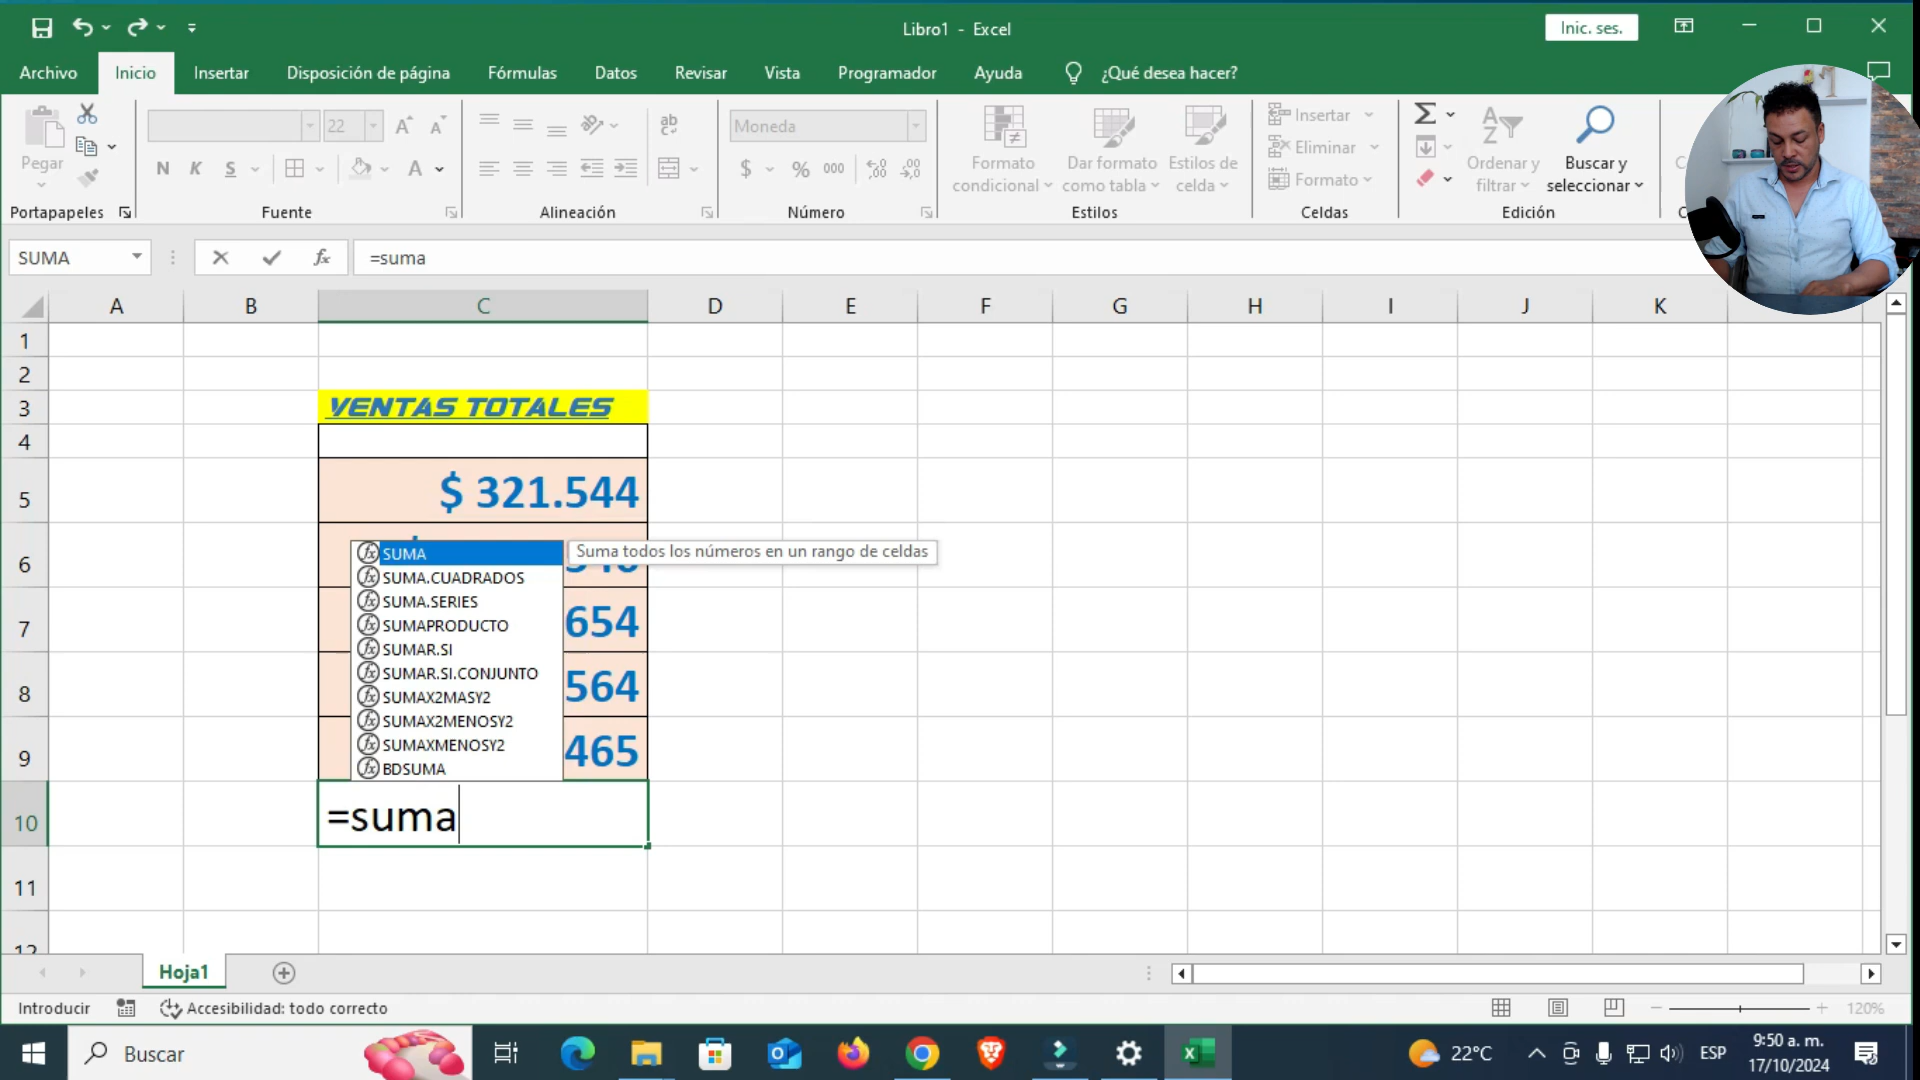 Libro1 - Excel
Inic. ses.
Archivo Inicio Insertar Disposición de página Fórmulas Datos Revisar Vista Programador Ayuda ¿Qué desea hacer?
Pegar
22
N K S
Moneda
$ % 000
Formato condicional
Dar formato como tabla
Estilos de celda
Insertar
Eliminar
Formato
Ordenar y filtrar
Buscar y seleccionar
Portapapeles Fuente Alineación Número Estilos Celdas Edición
SUMA fx =suma
A B C D E F G H I J K
1
2
3 VENTAS TOTALES
4
5 $ 321.544
6
7 654
8 564
9 465
SUMA
Suma todos los números en un rango de celdas
SUMA.CUADRADOS
SUMA.SERIES
SUMAPRODUCTO
SUMAR.SI
SUMAR.SI.CONJUNTO
SUMAX2MASY2
SUMAX2MENOSY2
SUMAXMENOSY2
BDSUMA
10 =suma
11
12
Hoja1
Introducir Accesibilidad: todo correcto 120%
Buscar 22°C ESP 9:50 a. m.
17/10/2024